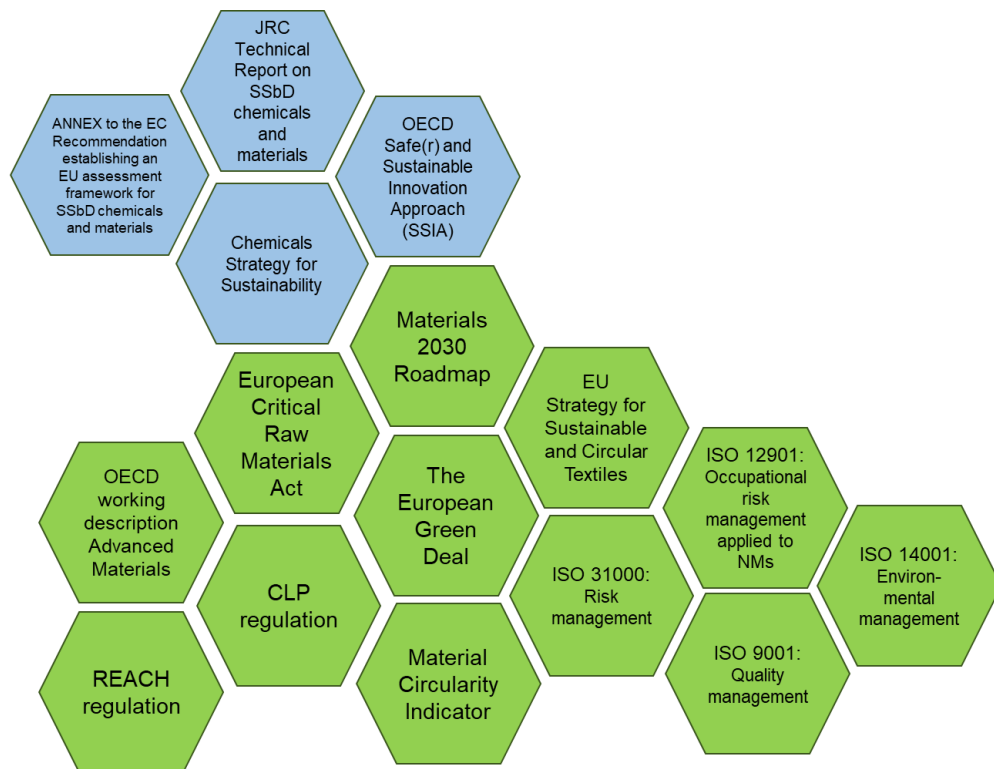 JRC
Technical
Report on
SSbD
chemicals
and
materials
ANNEX to the EC
Recommendation
establishing an
EU assessment
framework for
SSbD chemicals
and materials
OECD
Safe(r) and
Sustainable
Innovation
Approach
(SSIA)
Chemicals
Strategy for
Sustainability
Materials
2030
Roadmap
European
Critical
Raw
Materials
Act
EU
Strategy for
Sustainable
and Circular
Textiles
OECD
working
description
Advanced
Materials
The
European
Green
Deal
ISO 12901:
Occupational
risk
management
applied to
NMs
CLP
regulation
ISO 31000:
Risk
management
ISO 14001:
Environ-
mental
management
REACH
regulation
Material
Circularity
Indicator
ISO 9001:
Quality
management